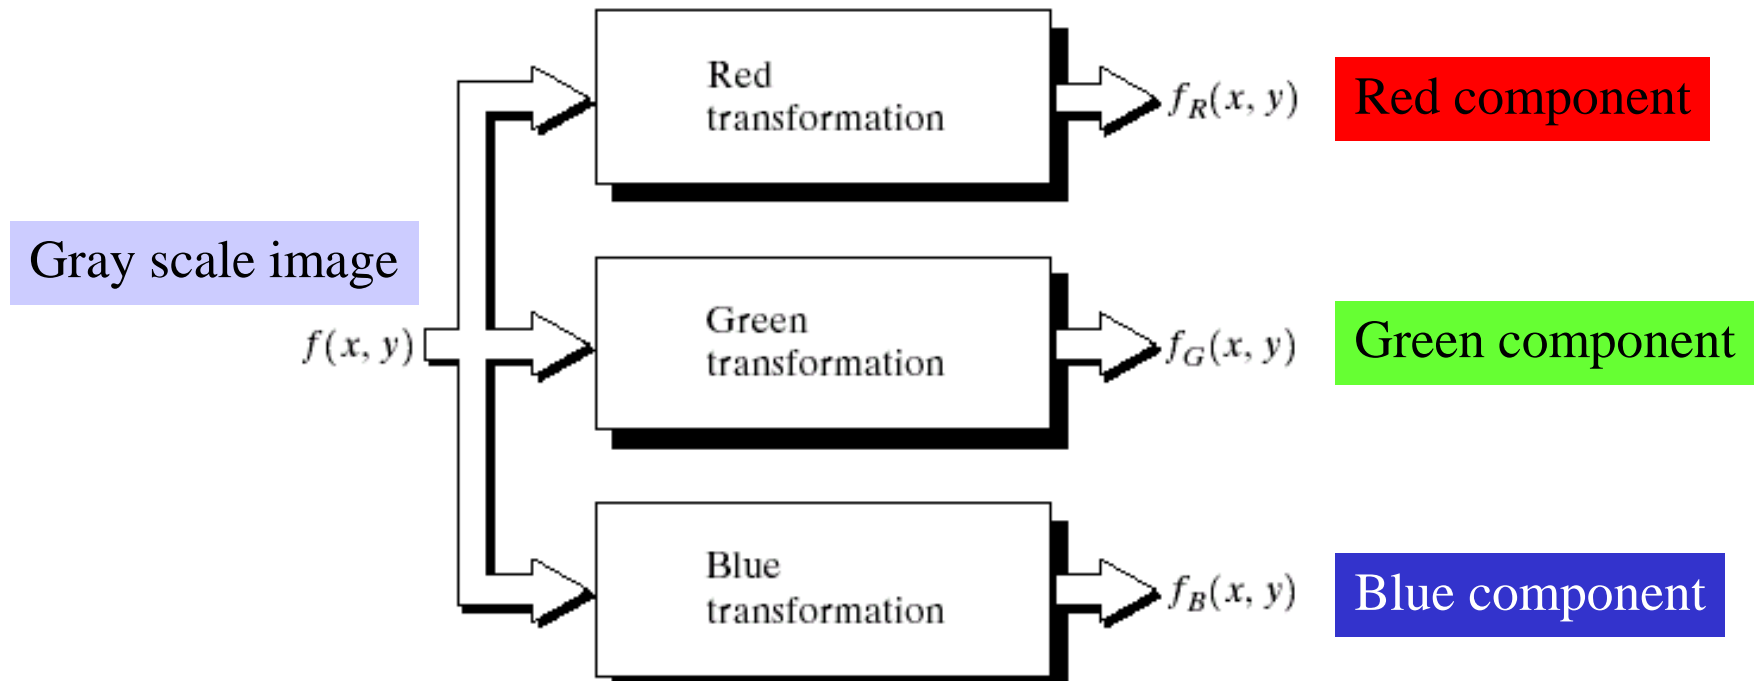 Red
transformation
f_R(x, y)
Red component
Gray scale image
f(x, y)
Green
transformation
f_G(x, y)
Green component
Blue
transformation
f_B(x, y)
Blue component